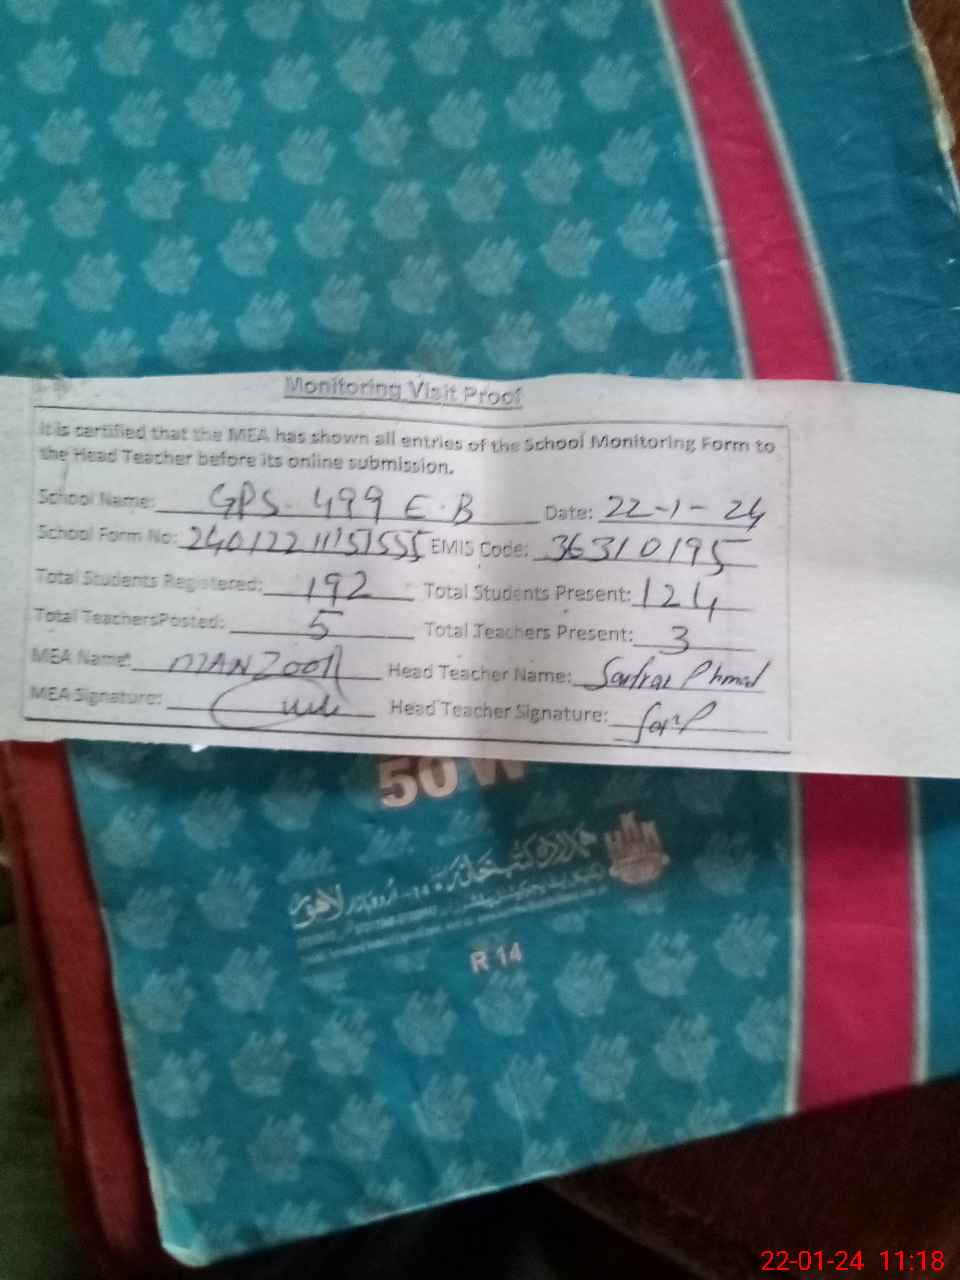 Monitoring Visit Proof
It is certified that the MEA has shown all entries of the School Monitoring Form to
the Head Teacher before its online submission.
School Name: GPS. 499 E.B Date: 22-1-24
School Form No: EMIS Code: 36310195
Total Students Registered: 192 Total Students Present: 124
Total TeachersPosted: 5 Total Teachers Present: 3
MEA Name: MANZOOR Head Teacher Name:
MEA Signature: Head Teacher Signature:
50
لاہور
R 14
22-01-24 11:18